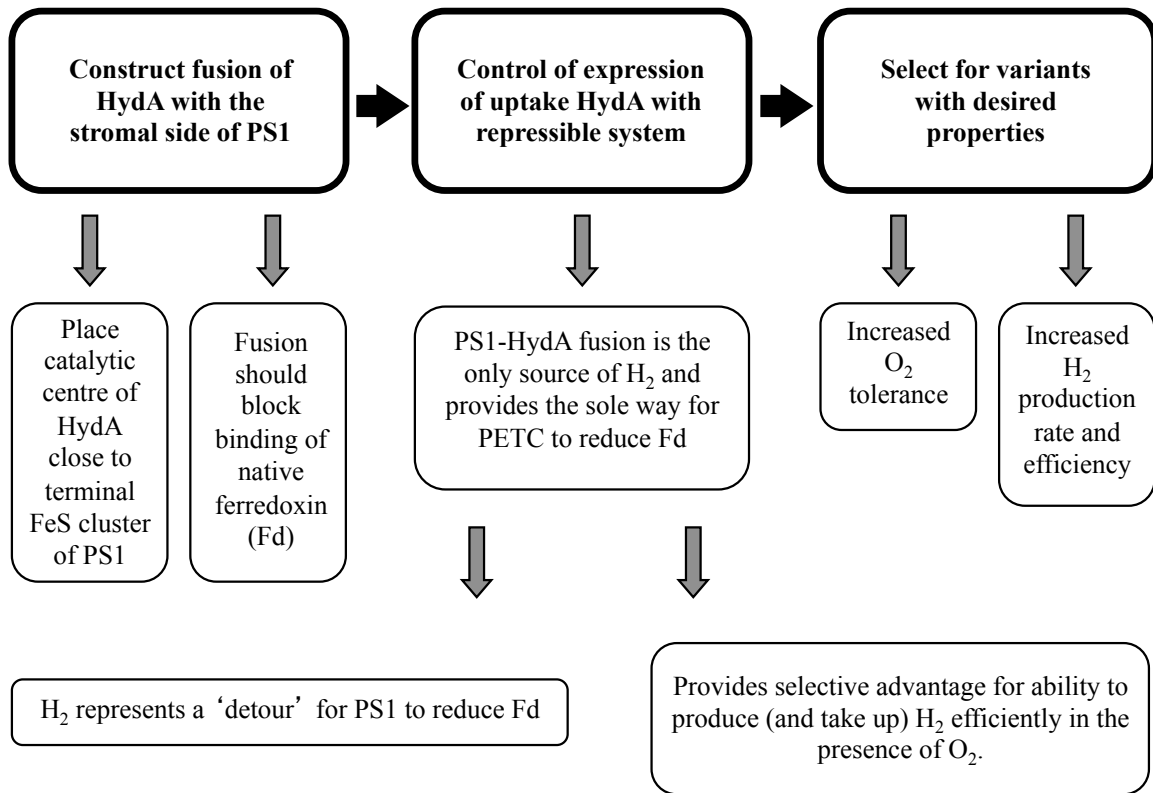 Construct fusion of
HydA with the
stromal side of PS1
Control of expression
of uptake HydA with
repressible system
Select for variants
with desired
properties
Place
catalytic
centre of
HydA
close to
terminal
FeS cluster
of PS1
Fusion
should
block
binding of
native
ferredoxin
(Fd)
PS1-HydA fusion is the
only source of H₂ and
provides the sole way for
PETC to reduce Fd
Increased
O₂
tolerance
Increased
H₂
production
rate and
efficiency
H₂ represents a ‘detour’ for PS1 to reduce Fd
Provides selective advantage for ability to
produce (and take up) H₂ efficiently in the
presence of O₂.